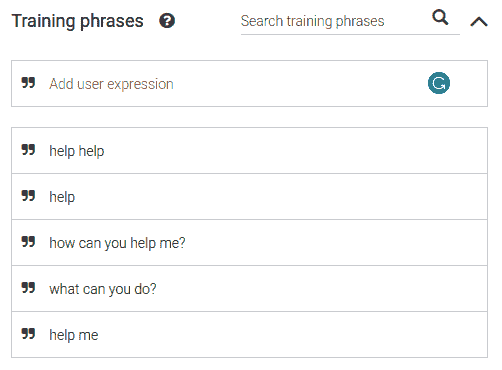 Training phrases ? Search training phrases
Add user expression
help help
help
how can you help me?
what can you do?
help me